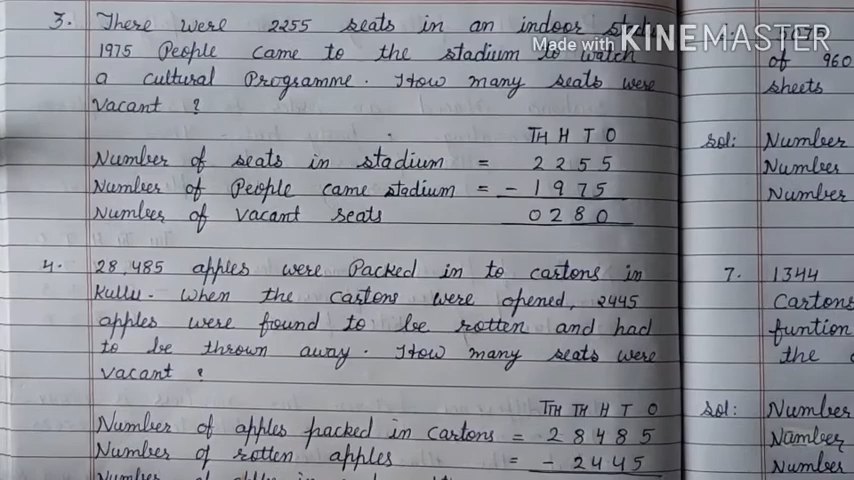 3. There were 2255 seats in an indoor
1975 People came to the stadium to watch
a cultural Programme. How many seats were
vacant ?
TH H T O
Number of seats in stadium = 2 2 5 5
Number of People came stadium = - 1 9 7 5
Number of vacant seats 0 2 8 0
4. 28,485 apples were Packed in to cartons in
Kullu. When the cartons were opened, 2445
apples were found to be rotten and had
to be thrown away. How many seats were
vacant ?
TTH TH H T O
Number of apples packed in cartons = 2 8 4 8 5
Number of rotten apples = - 2 4 4 5
Made with KINEMASTER
of 960
sheets
Sol: Number
Number
Number
7. 1344
Cartons
funtion
the
Sol: Number
Number
Number